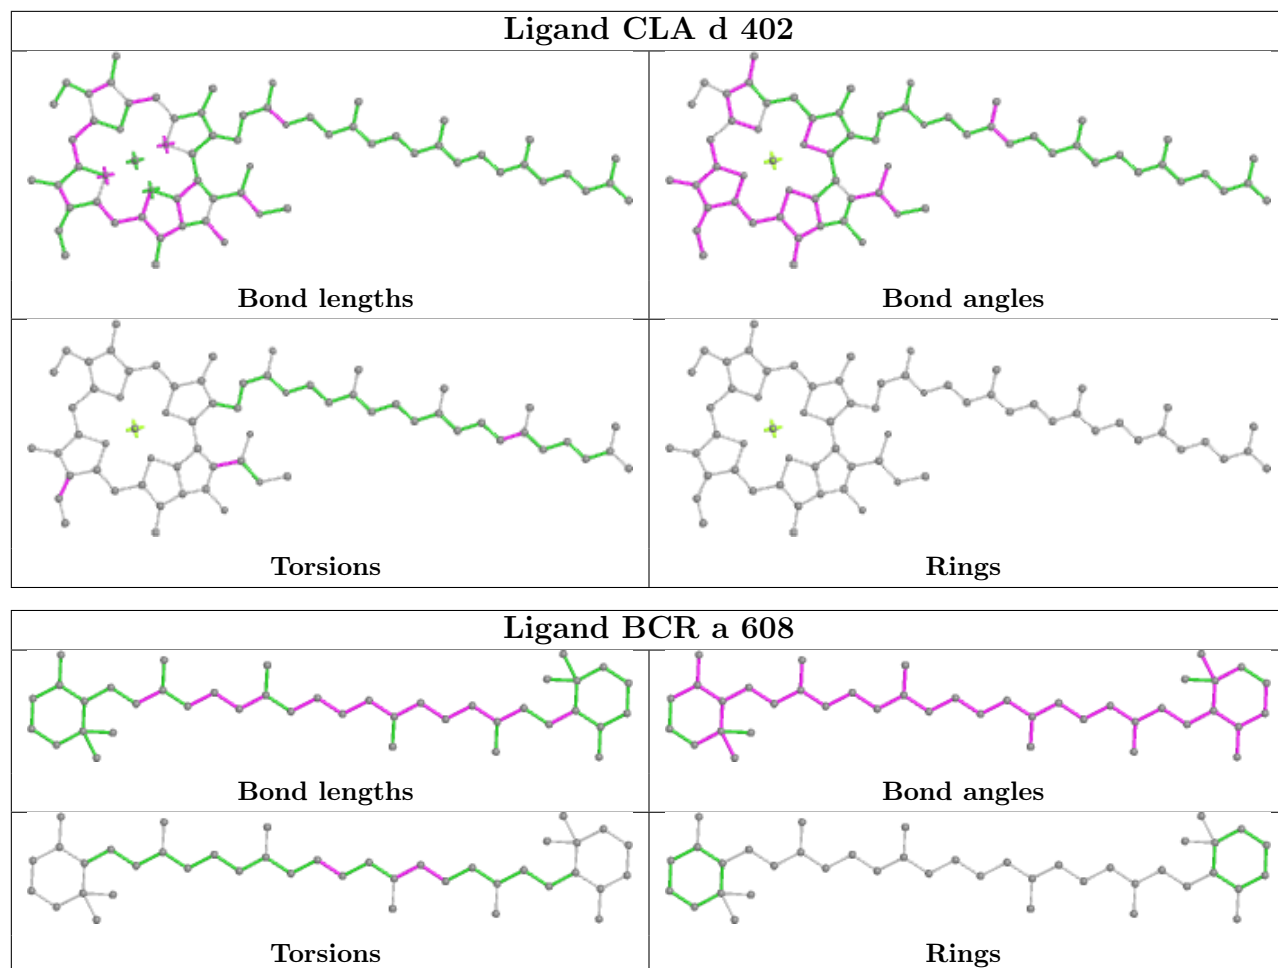 Ligand CLA d 402
Bond lengths
Bond angles
Torsions
Rings
Ligand BCR a 608
Bond lengths
Bond angles
Torsions
Rings